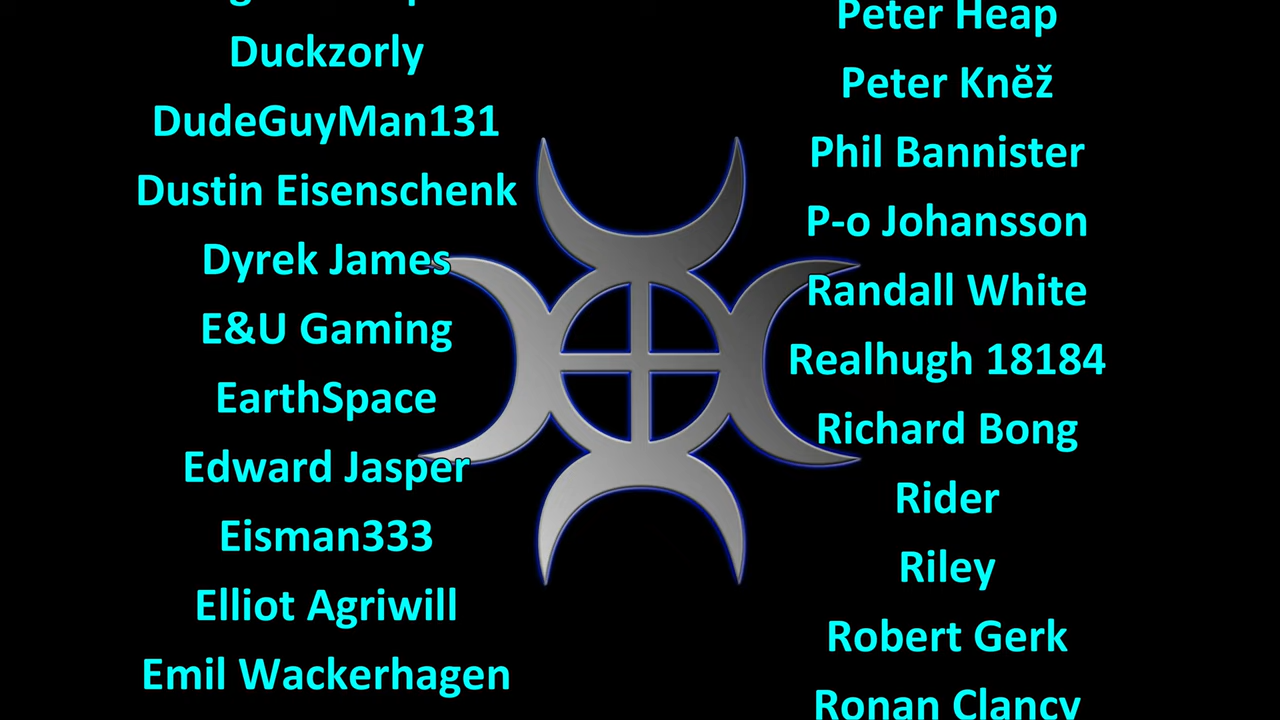 Duckzorly
DudeGuyMan131
Dustin Eisenschenk
Dyrek James
E&U Gaming
EarthSpace
Edward Jasper
Eisman333
Elliot Agriwill
Emil Wackerhagen
Peter Heap
Peter Kněž
Phil Bannister
P-o Johansson
Randall White
Realhugh 18184
Richard Bong
Rider
Riley
Robert Gerk
Ronan Clancy